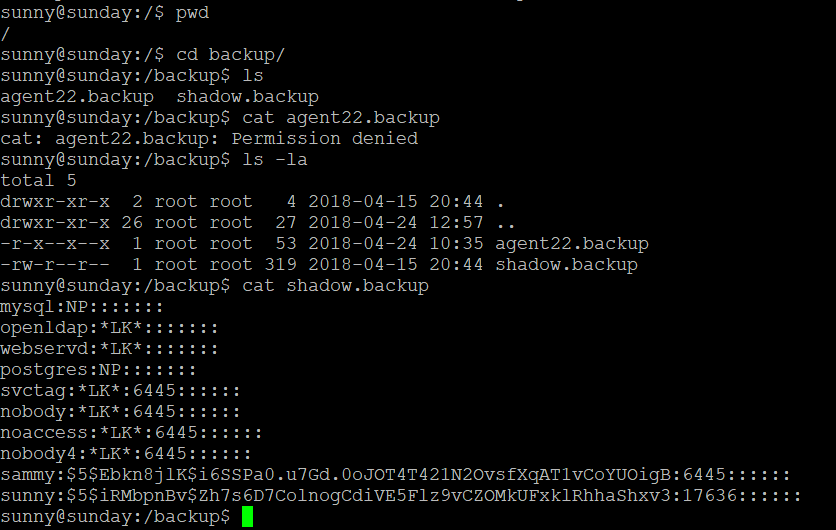 sunny@sunday:/$ pwd
/
sunny@sunday:/$ cd backup/
sunny@sunday:/backup$ ls
agent22.backup  shadow.backup
sunny@sunday:/backup$ cat agent22.backup
cat: agent22.backup: Permission denied
sunny@sunday:/backup$ ls -la
total 5
drwxr-xr-x  2 root root   4 2018-04-15 20:44 .
drwxr-xr-x 26 root root  27 2018-04-24 12:57 ..
-r-x--x--x  1 root root  53 2018-04-24 10:35 agent22.backup
-rw-r--r--  1 root root 319 2018-04-15 20:44 shadow.backup
sunny@sunday:/backup$ cat shadow.backup
mysql:NP:::::::
openldap:*LK*:::::::
webservd:*LK*:::::::
postgres:NP:::::::
svctag:*LK*:6445::::::
nobody:*LK*:6445::::::
noaccess:*LK*:6445::::::
nobody4:*LK*:6445::::::
sammy:$5$Ebkn8jlK$i6SSPa0.u7Gd.0oJOT4T421N2OvsfXqAT1vCoYUOigB:6445::::::
sunny:$5$iRMbpnBv$Zh7s6D7ColnogCdiVE5Flz9vCZOMkUFxklRhhaShxv3:17636::::::
sunny@sunday:/backup$